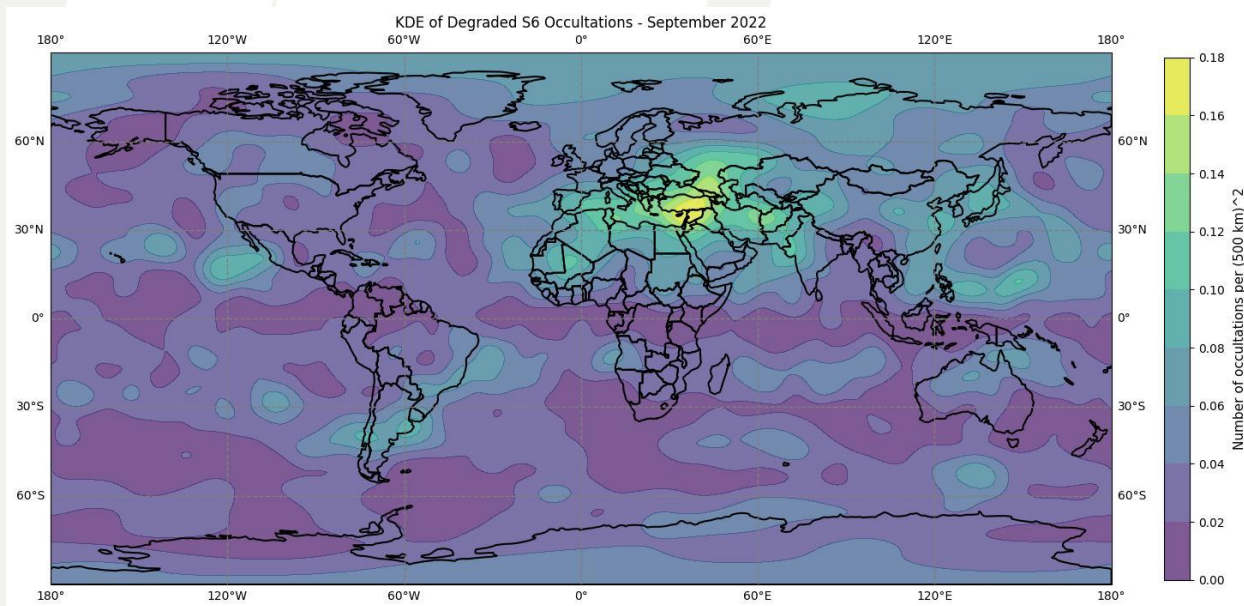 KDE of Degraded S6 Occultations - September 2022
180° 120°W 60°W 0° 60°E 120°E 180°
60°N 60°N
30°N 30°N
0° 0°
30°S 30°S
60°S 60°S
180° 120°W 60°W 0° 60°E 120°E 180°
0.18
0.16
0.14
0.12
0.10
0.08
0.06
0.04
0.02
0.00
Number of occultations per (500 km)^2